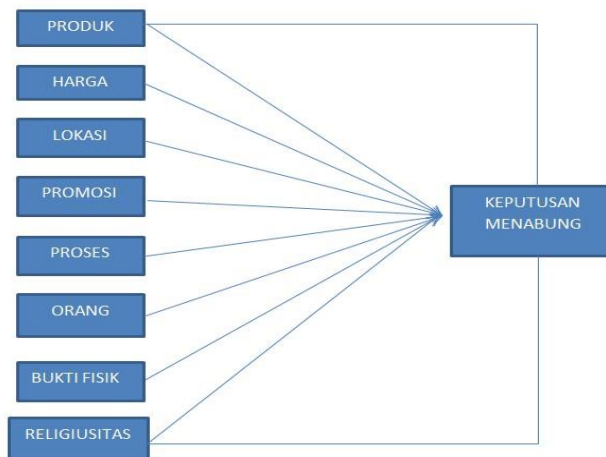 PRODUK
HARGA
LOKASI
PROMOSI
PROSES
ORANG
BUKTI FISIK
RELIGIUSITAS
KEPUTUSAN
MENABUNG